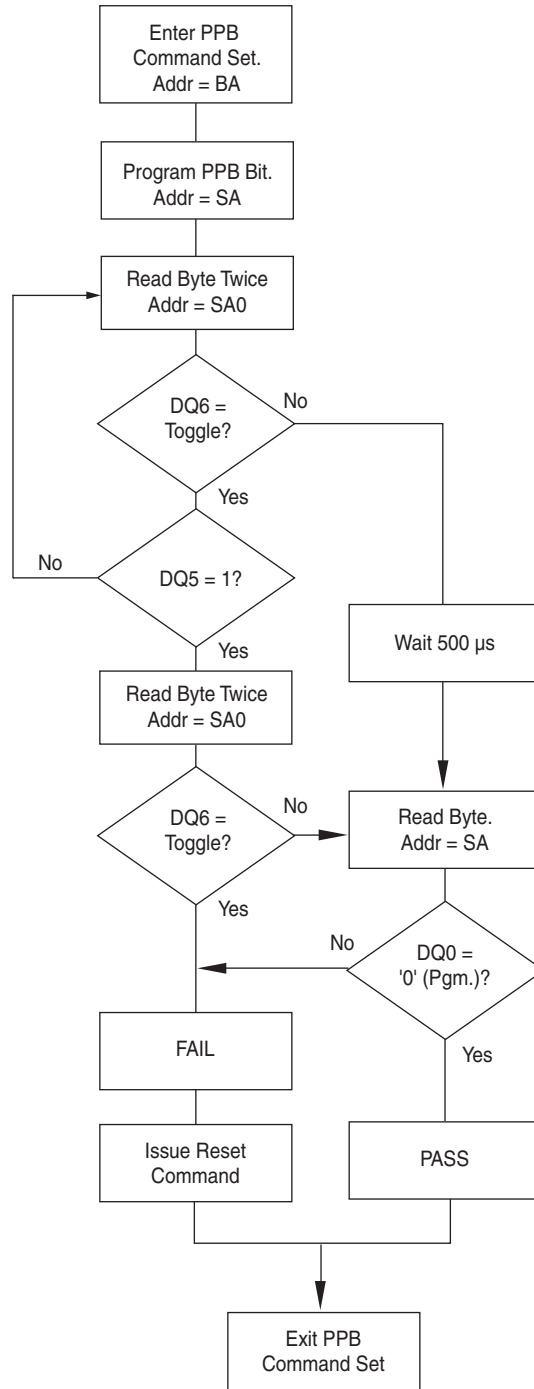 Enter PPB
Command Set.
Addr = BA
Program PPB Bit.
Addr = SA
Read Byte Twice
Addr = SA0
DQ6 =
Toggle?
No
Yes
DQ5 = 1?
No
Yes
Wait 500 µs
Read Byte Twice
Addr = SA0
DQ6 =
Toggle?
No
Yes
Read Byte.
Addr = SA
DQ0 =
'0' (Pgm.)?
No
Yes
FAIL
Issue Reset
Command
PASS
Exit PPB
Command Set